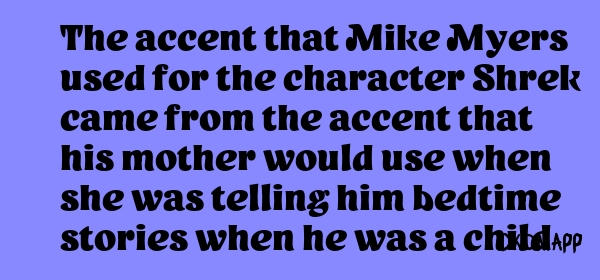 The accent that Mike Myers
used for the character Shrek
came from the accent that
his mother would use when
she was telling him bedtime
stories when he was a child.